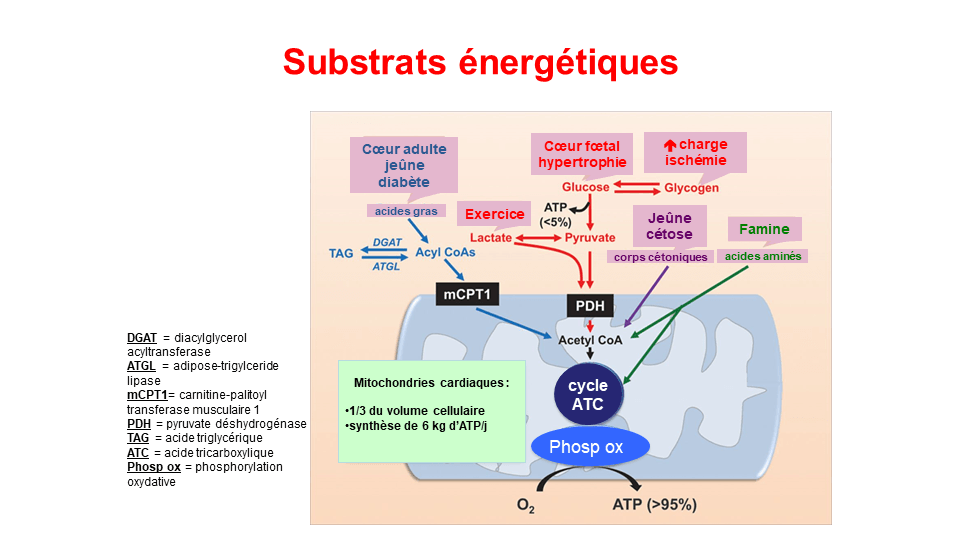 Substrats énergétiques
Cœur adulte
jeûne
diabète
Cœur fœtal
hypertrophie
🡹 charge
ischémie
Glucose
Glycogen
acides gras
Exercice
ATP
(<5%)
Jeûne
cétose
Famine
Lactate
Pyruvate
TAG
DGAT
ATGL
Acyl CoAs
corps cétoniques
acides aminés
mCPT1
PDH
Acetyl CoA
DGAT = diacylglycerol
acyltransferase
ATGL = adipose-trigylceride
lipase
mCPT1= carnitine-palitoyl
transferase musculaire 1
PDH = pyruvate déshydrogénase
TAG = acide triglycérique
ATC = acide tricarboxylique
Phosp ox = phosphorylation
oxydative
Mitochondries cardiaques :
•1/3 du volume cellulaire
•synthèse de 6 kg d'ATP/j
cycle
ATC
Phosp ox
O2
ATP (>95%)